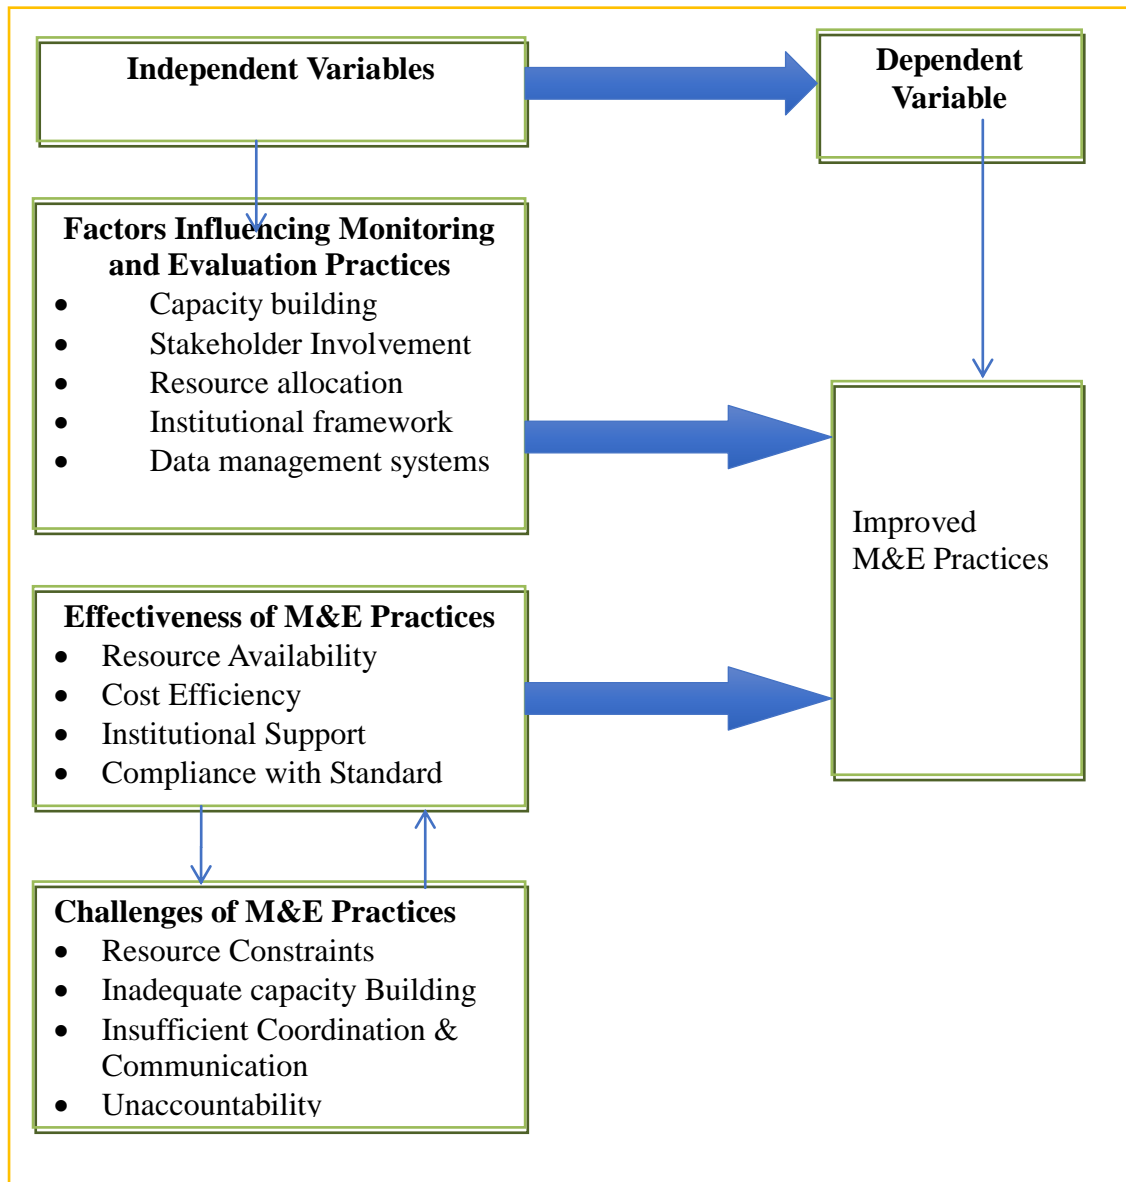 Independent Variables
Dependent
Variable
Factors Influencing Monitoring
and Evaluation Practices
• Capacity building
• Stakeholder Involvement
• Resource allocation
• Institutional framework
• Data management systems
Improved
M&E Practices
Effectiveness of M&E Practices
• Resource Availability
• Cost Efficiency
• Institutional Support
• Compliance with Standard
Challenges of M&E Practices
• Resource Constraints
• Inadequate capacity Building
• Insufficient Coordination &
Communication
• Unaccountability